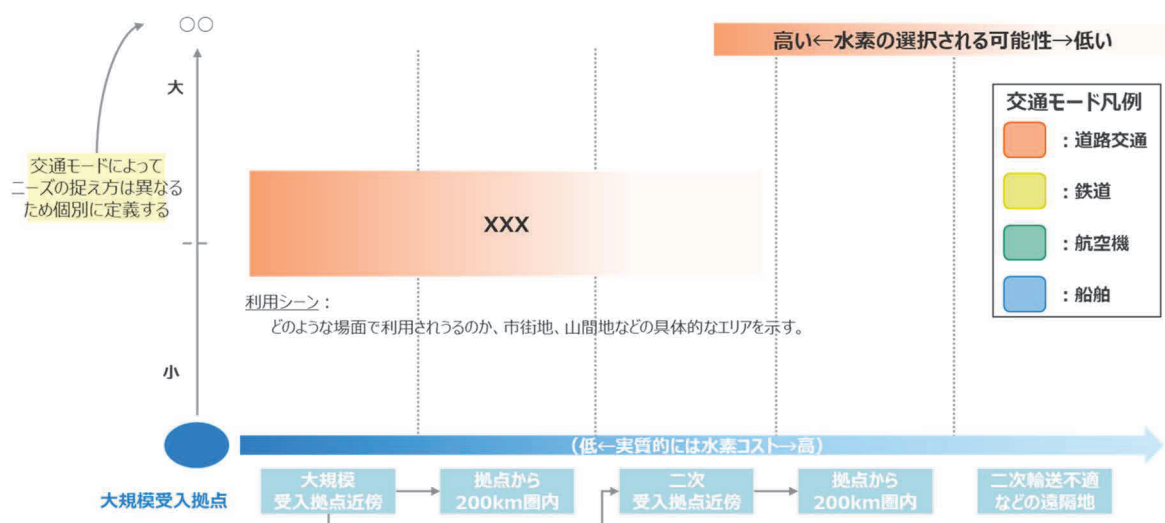 ○○
高い←水素の選択される可能性→低い
大
交通モード凡例
：道路交通
：鉄道
：航空機
：船舶
交通モードによって
ニーズの捉え方は異なる
ため個別に定義する
XXX
利用シーン：
どのような場面で利用されうるのか、市街地、山間地などの具体的なエリアを示す。
小
（低←実質的には水素コスト→高）
大規模受入拠点
大規模
受入拠点近傍
拠点から
200km圏内
二次
受入拠点近傍
拠点から
200km圏内
二次輸送不適
などの遠隔地